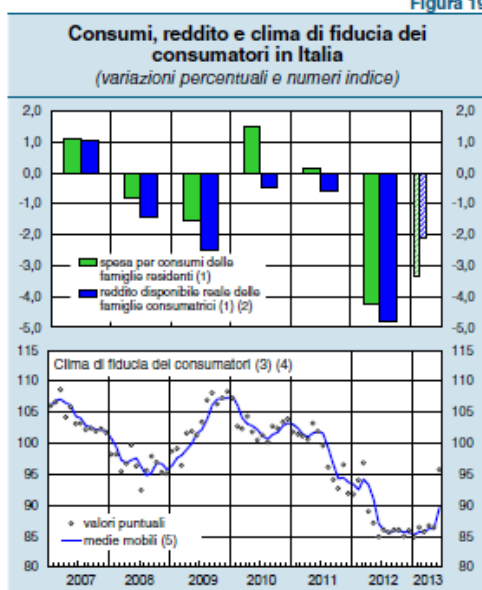 Figura 19
Consumi, reddito e clima di fiducia dei
consumatori in Italia
(variazioni percentuali e numeri indice)
2,0 2,0
1,0 1,0
0,0 0,0
-1,0 -1,0
-2,0 -2,0
-3,0 -3,0
-4,0 -4,0
-5,0 -5,0
spesa per consumi delle
famiglie residenti (1)
reddito disponibile reale delle
famiglie consumatrici (1) (2)
115 115
Clima di fiducia dei consumatori (3) (4)
110 110
105 105
100 100
95 95
90 90
85 85
80 80
valori puntuali
medie mobili (5)
2007 2008 2009 2010 2011 2012 2013